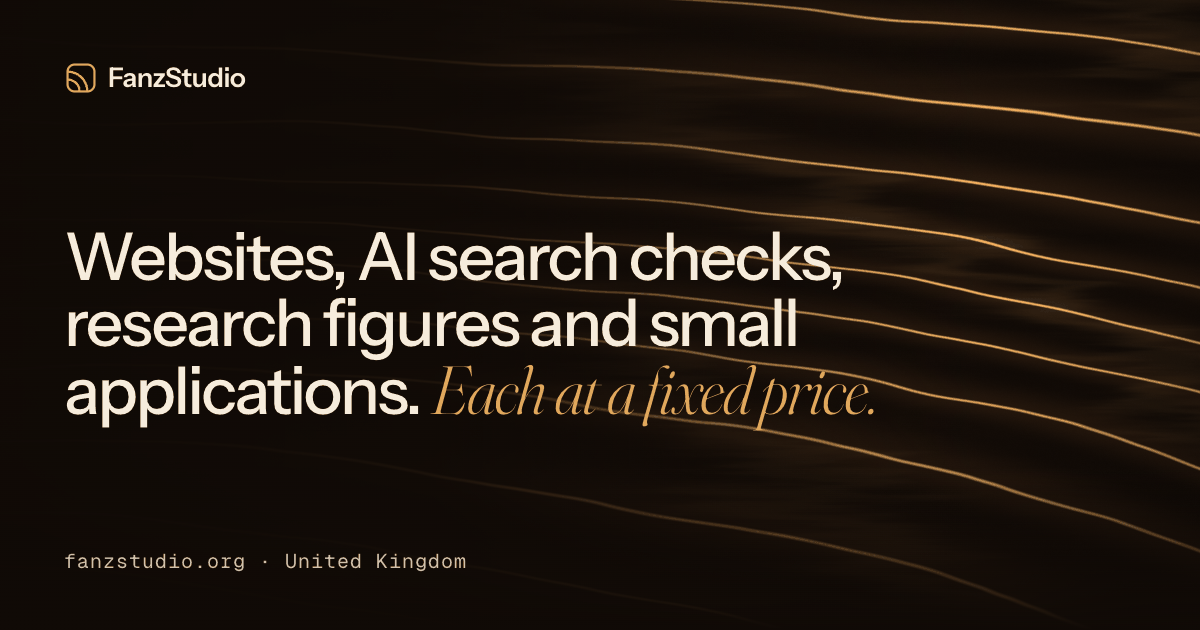 FanzStudio
Websites, AI search checks,
research figures and small
applications. Each at a fixed price.
fanzstudio.org · United Kingdom